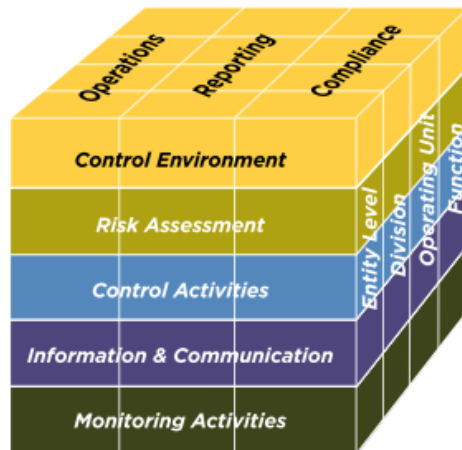 Operations
Reporting
Compliance
Control Environment
Risk Assessment
Control Activities
Information & Communication
Monitoring Activities
Entity Level
Division
Operating Unit
Function